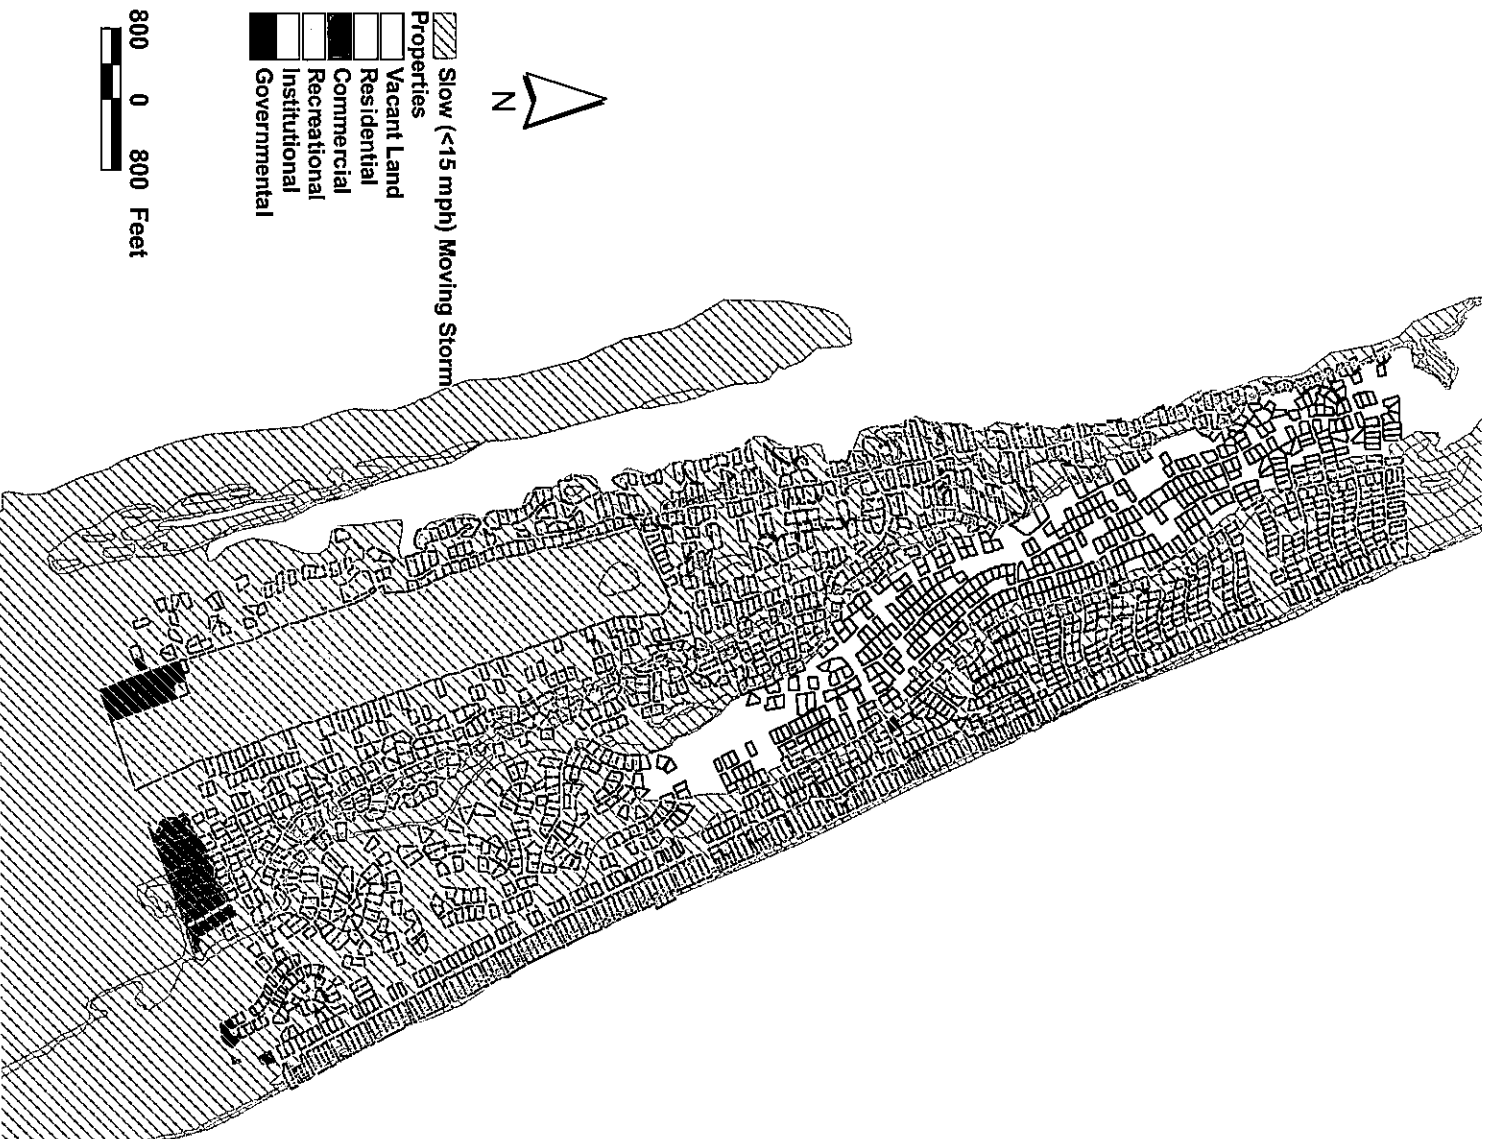 Slow (<15 mph) Moving Storm
Properties
Vacant Land
Residential
Commercial
Recreational
Institutional
Governmental
N
800 0 800 Feet